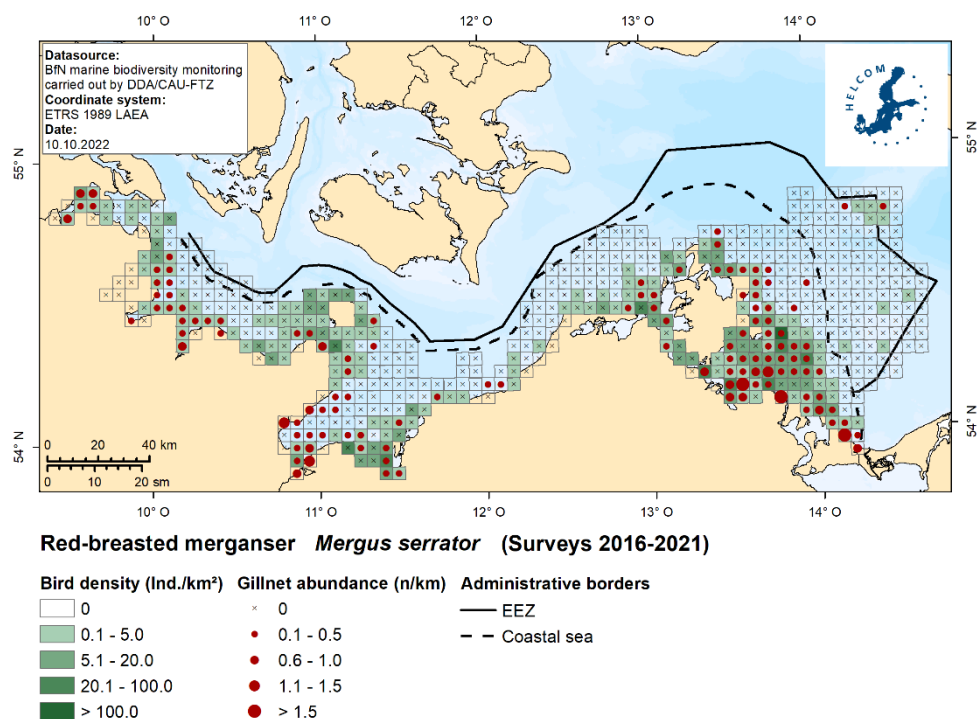 10° O 11° O 12° O 13° O 14° O
Datasource:
BfN marine biodiversity monitoring
carried out by DDA/CAU-FTZ
Coordinate system:
ETRS 1989 LAEA
Date:
10.10.2022
HELCOM
55° N
55° N
54° N
54° N
0 20 40 km
0 10 20 sm
10° O 11° O 12° O 13° O 14° O
Red-breasted merganser Mergus serrator (Surveys 2016-2021)
Bird density (Ind./km²) Gillnet abundance (n/km) Administrative borders
0 × 0 EEZ
0.1 - 5.0 0.1 - 0.5 Coastal sea
5.1 - 20.0 0.6 - 1.0
20.1 - 100.0 1.1 - 1.5
> 100.0 > 1.5